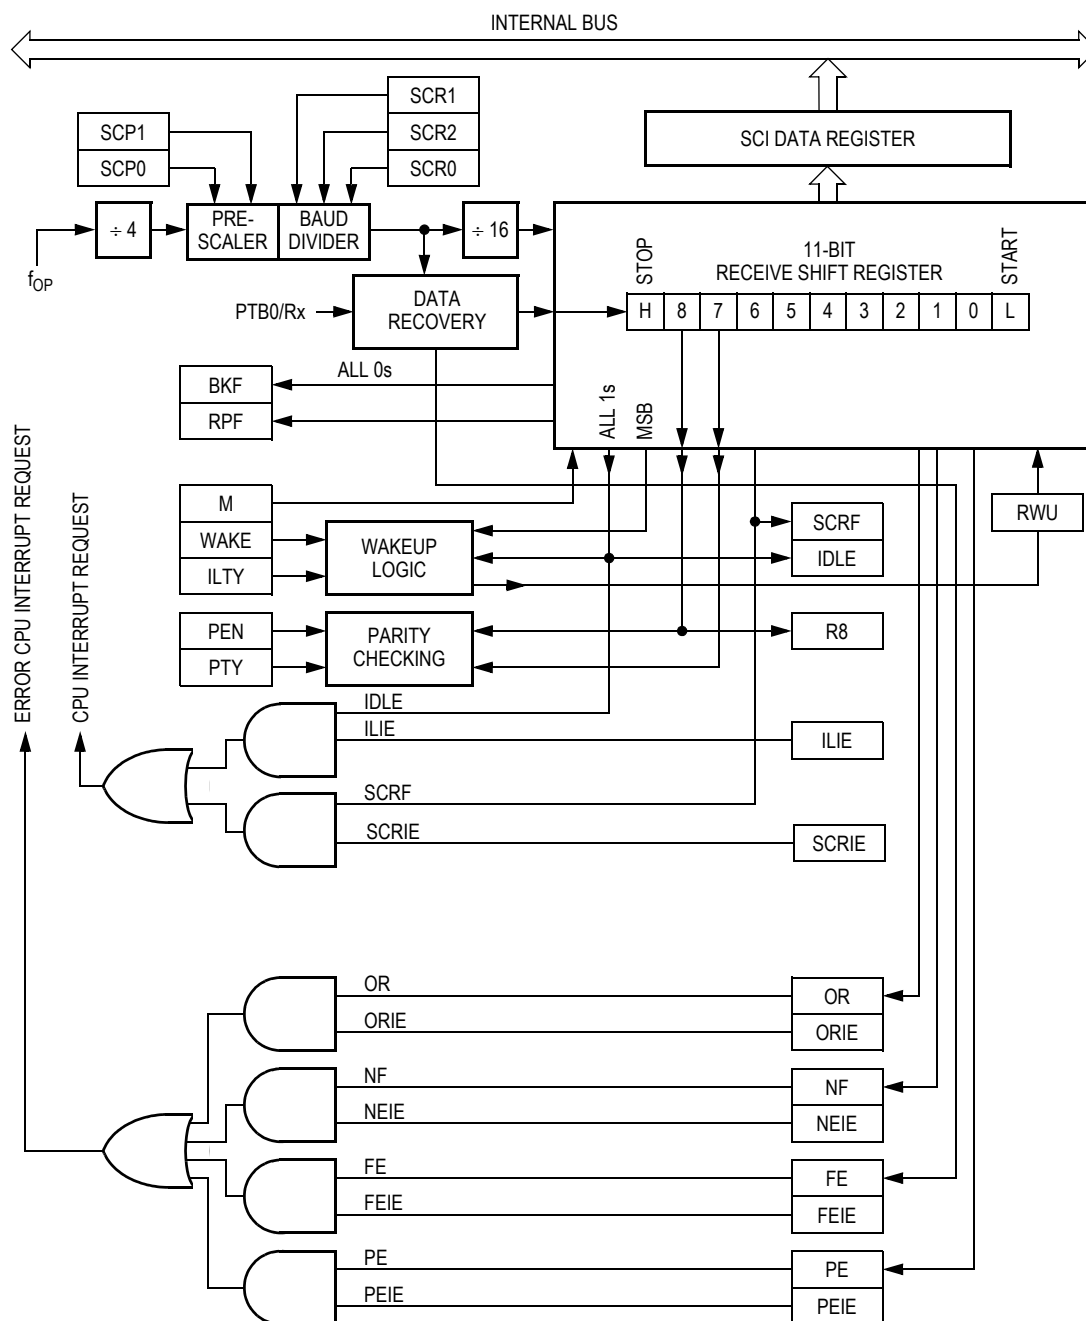 INTERNAL BUS
SCR1
SCR2
SCR0
SCP1
SCP0
SCI DATA REGISTER
fOP
÷ 4
PRE-
SCALER
BAUD
DIVIDER
÷ 16
STOP
11-BIT
RECEIVE SHIFT REGISTER
START
H 8 7 6 5 4 3 2 1 0 L
PTB0/Rx
DATA
RECOVERY
ALL 0s
BKF
RPF
ALL 1s
MSB
M
WAKE
ILTY
WAKEUP
LOGIC
SCRF
IDLE
RWU
PEN
PTY
PARITY
CHECKING
R8
ERROR CPU INTERRUPT REQUEST
CPU INTERRUPT REQUEST
IDLE
ILIE
ILIE
SCRF
SCRIE
SCRIE
OR
ORIE
OR
ORIE
NF
NEIE
NF
NEIE
FE
FEIE
FE
FEIE
PE
PEIE
PE
PEIE